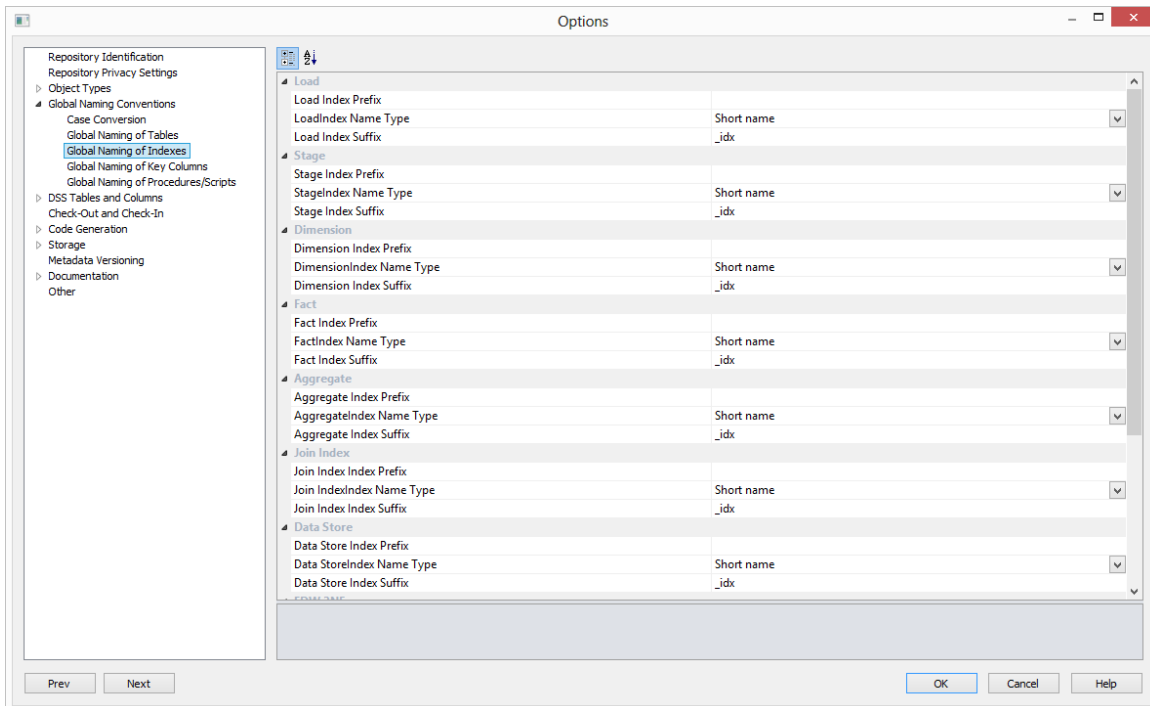 Options
Repository Identification
Repository Privacy Settings
Object Types
Global Naming Conventions
Case Conversion
Global Naming of Tables
Global Naming of Indexes
Global Naming of Key Columns
Global Naming of Procedures/Scripts
DSS Tables and Columns
Check-Out and Check-In
Code Generation
Storage
Metadata Versioning
Documentation
Other
Load
Load Index Prefix
LoadIndex Name Type Short name
Load Index Suffix _idx
Stage
Stage Index Prefix
StageIndex Name Type Short name
Stage Index Suffix _idx
Dimension
Dimension Index Prefix
DimensionIndex Name Type Short name
Dimension Index Suffix _idx
Fact
Fact Index Prefix
FactIndex Name Type Short name
Fact Index Suffix _idx
Aggregate
Aggregate Index Prefix
AggregateIndex Name Type Short name
Aggregate Index Suffix _idx
Join Index
Join Index Index Prefix
Join IndexIndex Name Type Short name
Join Index Index Suffix _idx
Data Store
Data Store Index Prefix
Data StoreIndex Name Type Short name
Data Store Index Suffix _idx
Prev Next OK Cancel Help